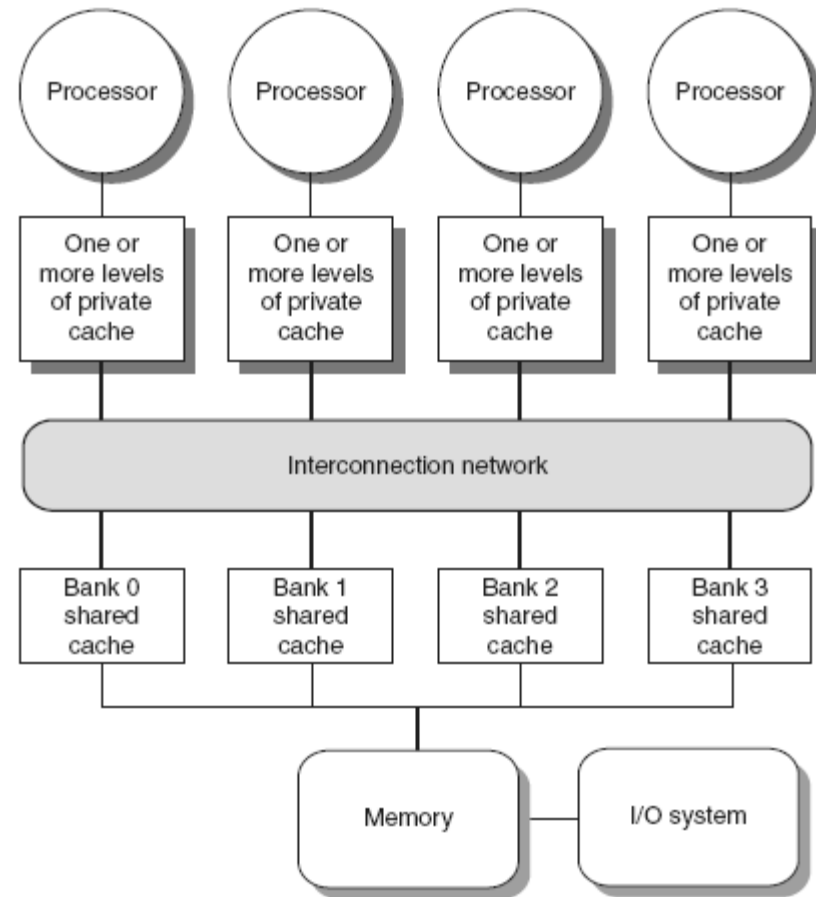 Processor
Processor
Processor
Processor
One or
more levels
of private
cache
One or
more levels
of private
cache
One or
more levels
of private
cache
One or
more levels
of private
cache
Interconnection network
Bank 0
shared
cache
Bank 1
shared
cache
Bank 2
shared
cache
Bank 3
shared
cache
Memory
I/O system